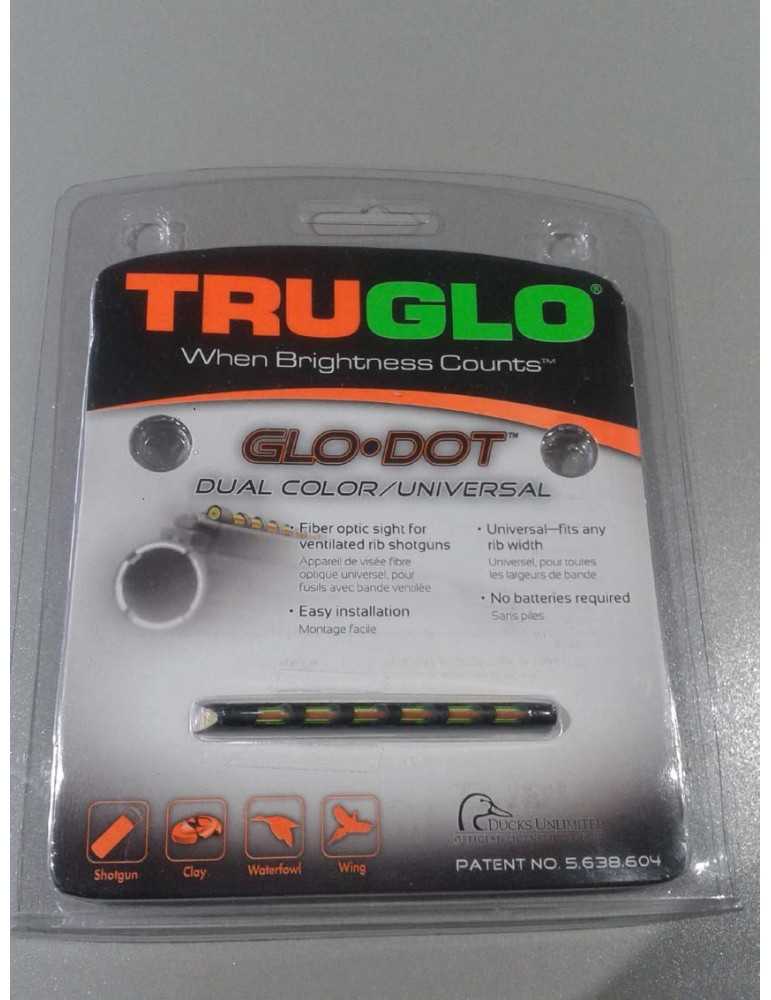 TRUGLO®
When Brightness Counts™
GLO•DOT™
DUAL COLOR/UNIVERSAL
• Fiber optic sight for
ventilated rib shotguns
Appareil de visée fibre
optique universel, pour
fusils avec bande ventilée
• Easy installation
Montage facile
• Universal—fits any
rib width
Universel, pour toutes
les largeurs de bande
• No batteries required
Sans piles
Shotgun
Clay
Waterfowl
Wing
DUCKS UNLIMITED
PATENT NO. 5,638,604